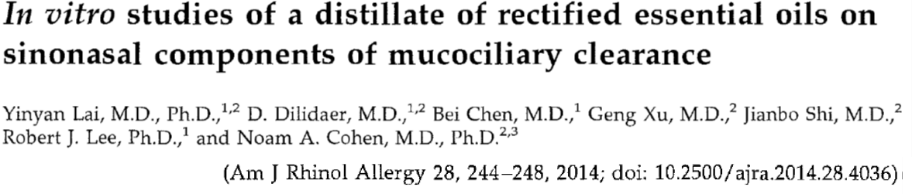 In vitro studies of a distillate of rectified essential oils on
sinonasal components of mucociliary clearance
Yinyan Lai, M.D., Ph.D.,1,2 D. Dilidaer, M.D.,1,2 Bei Chen, M.D.,1 Geng Xu, M.D.,2 Jianbo Shi, M.D.,2
Robert J. Lee, Ph.D.,1 and Noam A. Cohen, M.D., Ph.D.2,3
(Am J Rhinol Allergy 28, 244–248, 2014; doi: 10.2500/ajra.2014.28.4036)